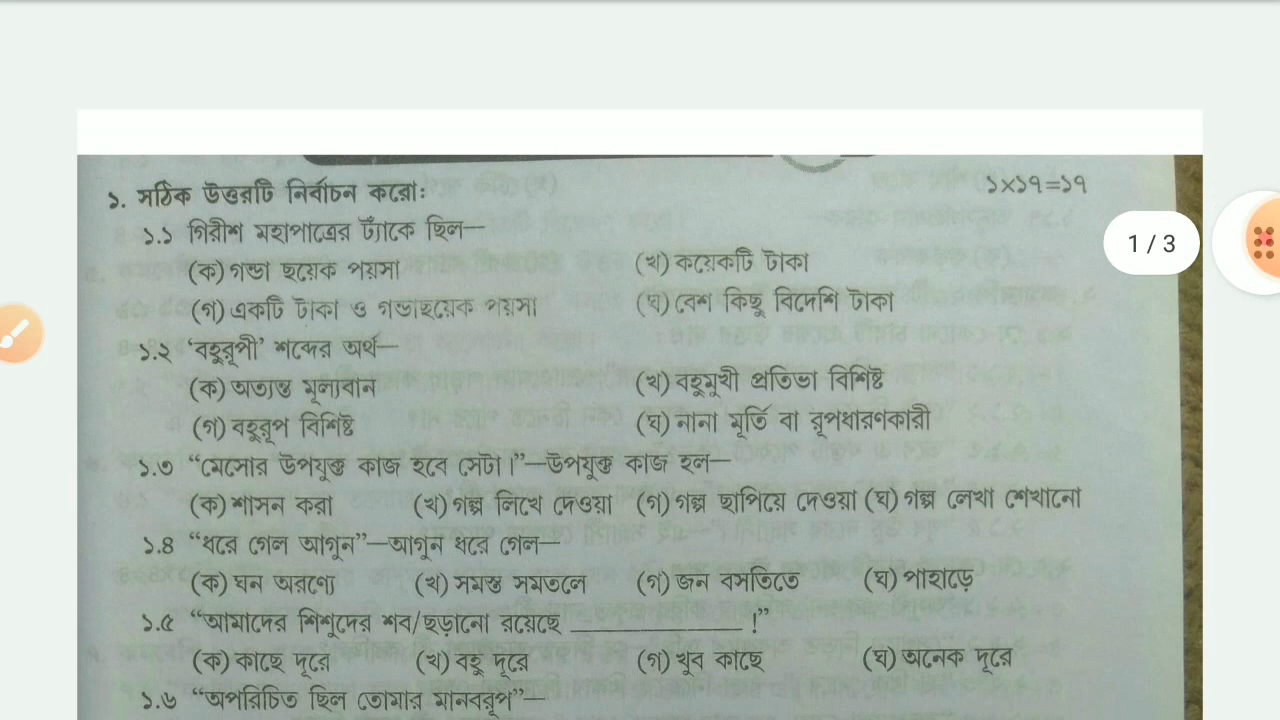 ১. সঠিক উত্তরটি নির্বাচন করো:
১×১৭=১৭
১.১ গিরীশ মহাপাত্রের ট্যাঁকে ছিল—
(ক) গন্ডা ছয়েক পয়সা (খ) কয়েকটি টাকা
(গ) একটি টাকা ও গন্ডাছয়েক পয়সা (ঘ) বেশ কিছু বিদেশি টাকা
১.২ ‘বহুরূপী’ শব্দের অর্থ—
(ক) অত্যন্ত মূল্যবান (খ) বহুমুখী প্রতিভা বিশিষ্ট
(গ) বহুরূপ বিশিষ্ট (ঘ) নানা মূর্তি বা রূপধারণকারী
১.৩ “মেসোর উপযুক্ত কাজ হবে সেটা।”—উপযুক্ত কাজ হল—
(ক) শাসন করা (খ) গল্প লিখে দেওয়া (গ) গল্প ছাপিয়ে দেওয়া (ঘ) গল্প লেখা শেখানো
১.৪ “ধরে গেল আগুন”—আগুন ধরে গেল—
(ক) ঘন অরণ্যে (খ) সমস্ত সমতলে (গ) জন বসতিতে (ঘ) পাহাড়ে
১.৫ “আমাদের শিশুদের শব/ছড়ানো রয়েছে ____________ !”
(ক) কাছে দূরে (খ) বহু দূরে (গ) খুব কাছে (ঘ) অনেক দূরে
১.৬ “অপরিচিত ছিল তোমার মানবরূপ”—
1 / 3